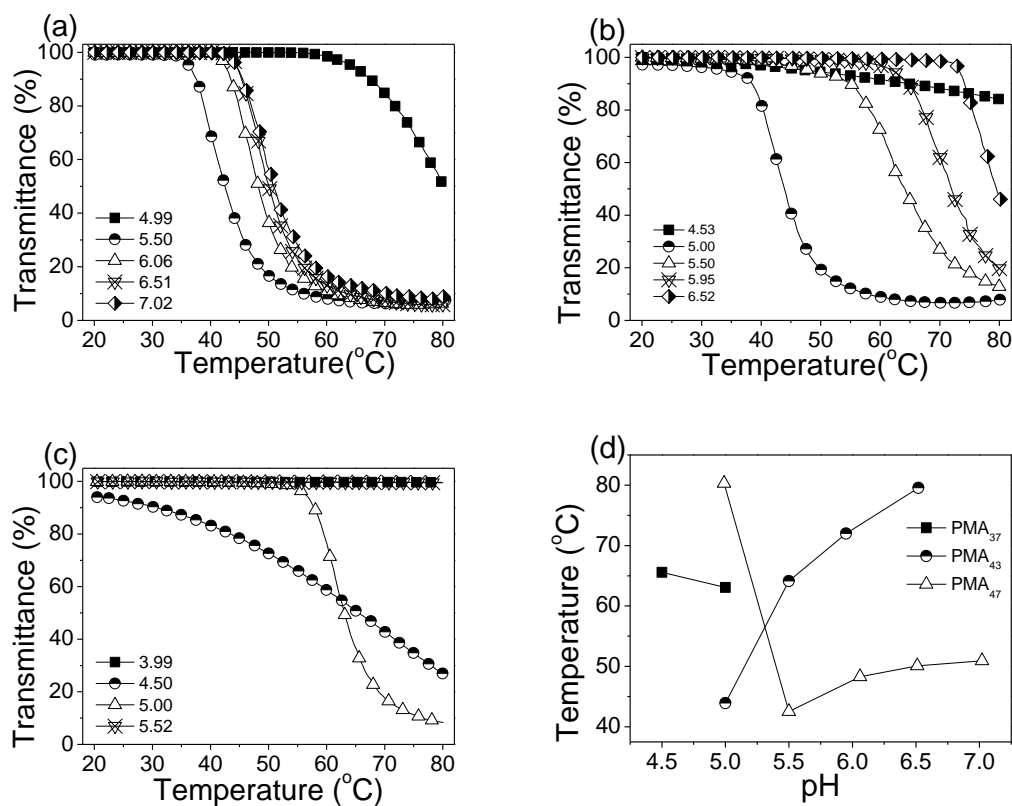 (a)
Transmittance (%)
100
80
60
40
20
0
4.99
5.50
6.06
6.51
7.02
20 30 40 50 60 70 80
Temperature(°C)
(b)
Transmittance (%)
100
80
60
40
20
0
4.53
5.00
5.50
5.95
6.52
20 30 40 50 60 70 80
Temperature(°C)
(c)
Transmittance (%)
100
80
60
40
20
0
3.99
4.50
5.00
5.52
20 30 40 50 60 70 80
Temperature (°C)
(d)
Temperature (°C)
80
70
60
50
40
PMA₃₇
PMA₄₃
PMA₄₇
4.5 5.0 5.5 6.0 6.5 7.0
pH